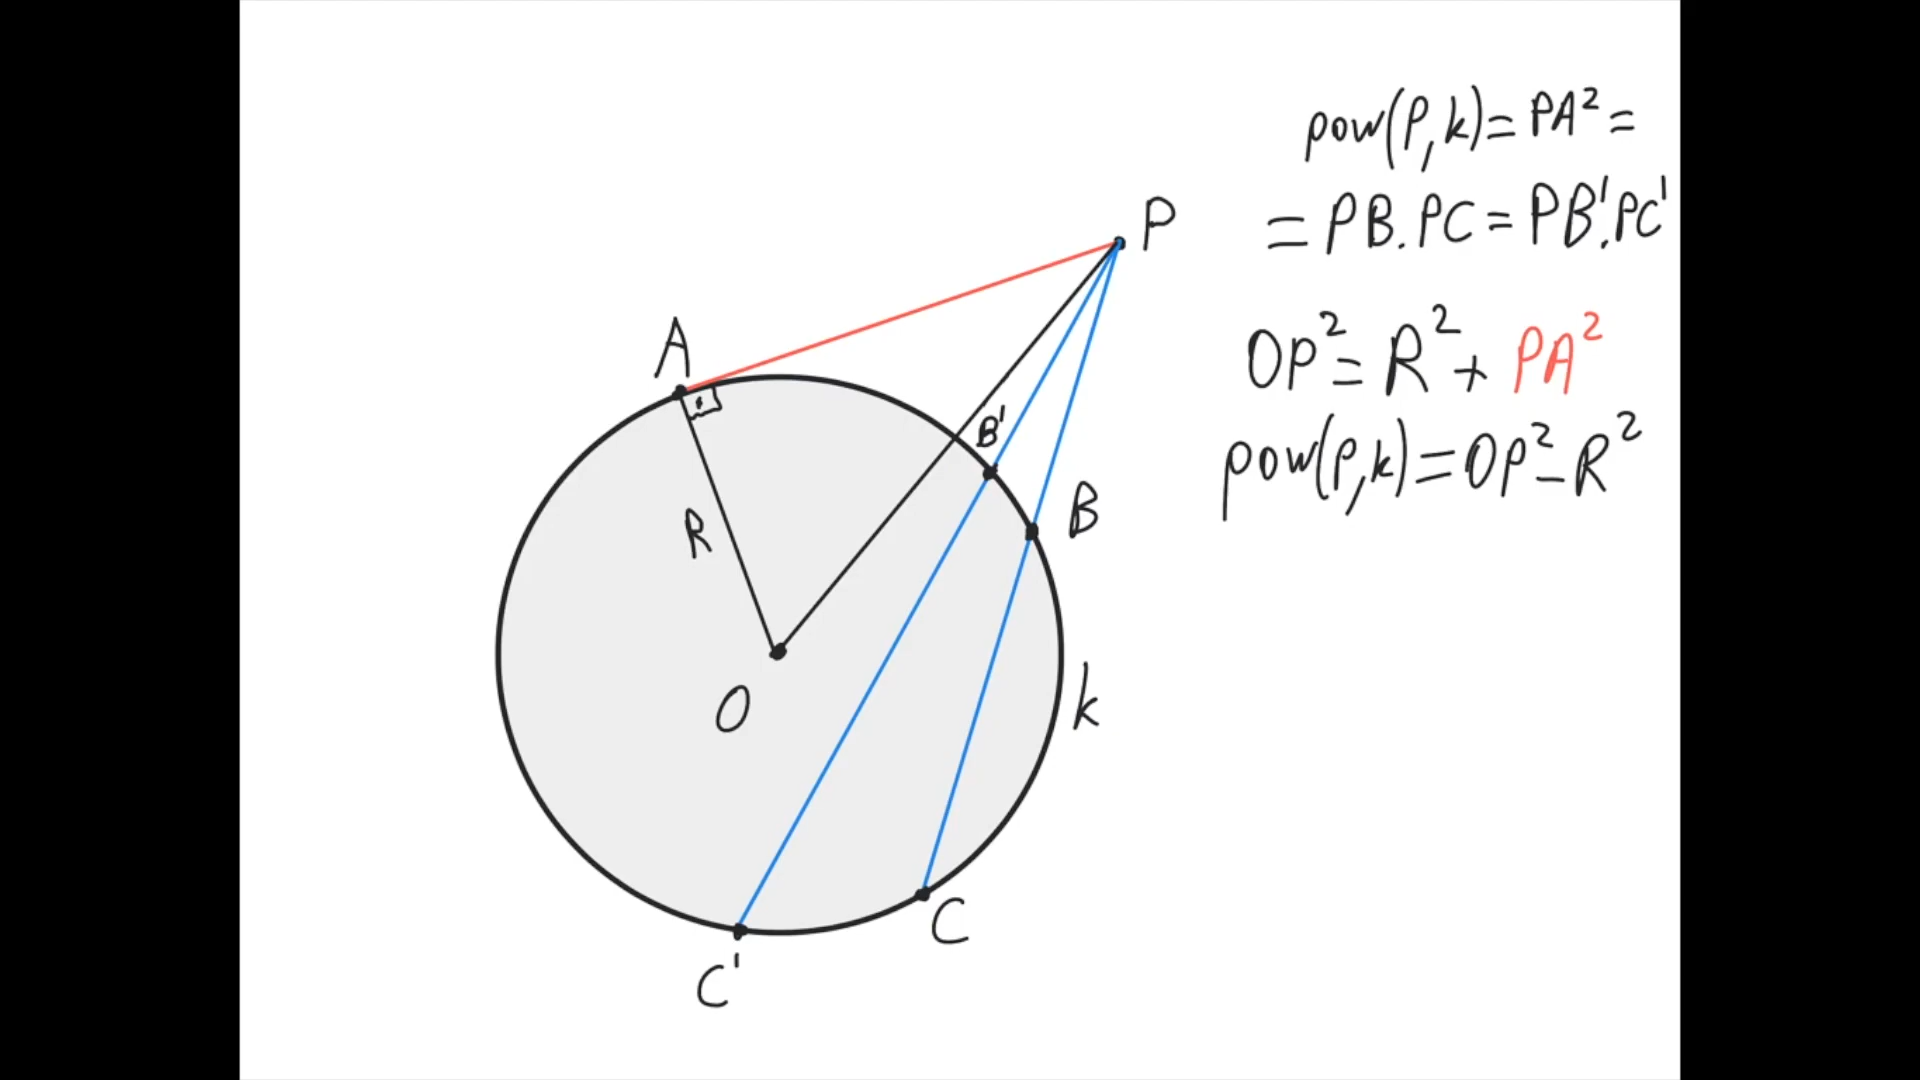 pow(P,k)=PA²=
=PB.PC=PB'.PC'
P
OP²=R²+PA²
A
B'
pow(P,k)=OP²-R²
B
R
k
O
C
C'